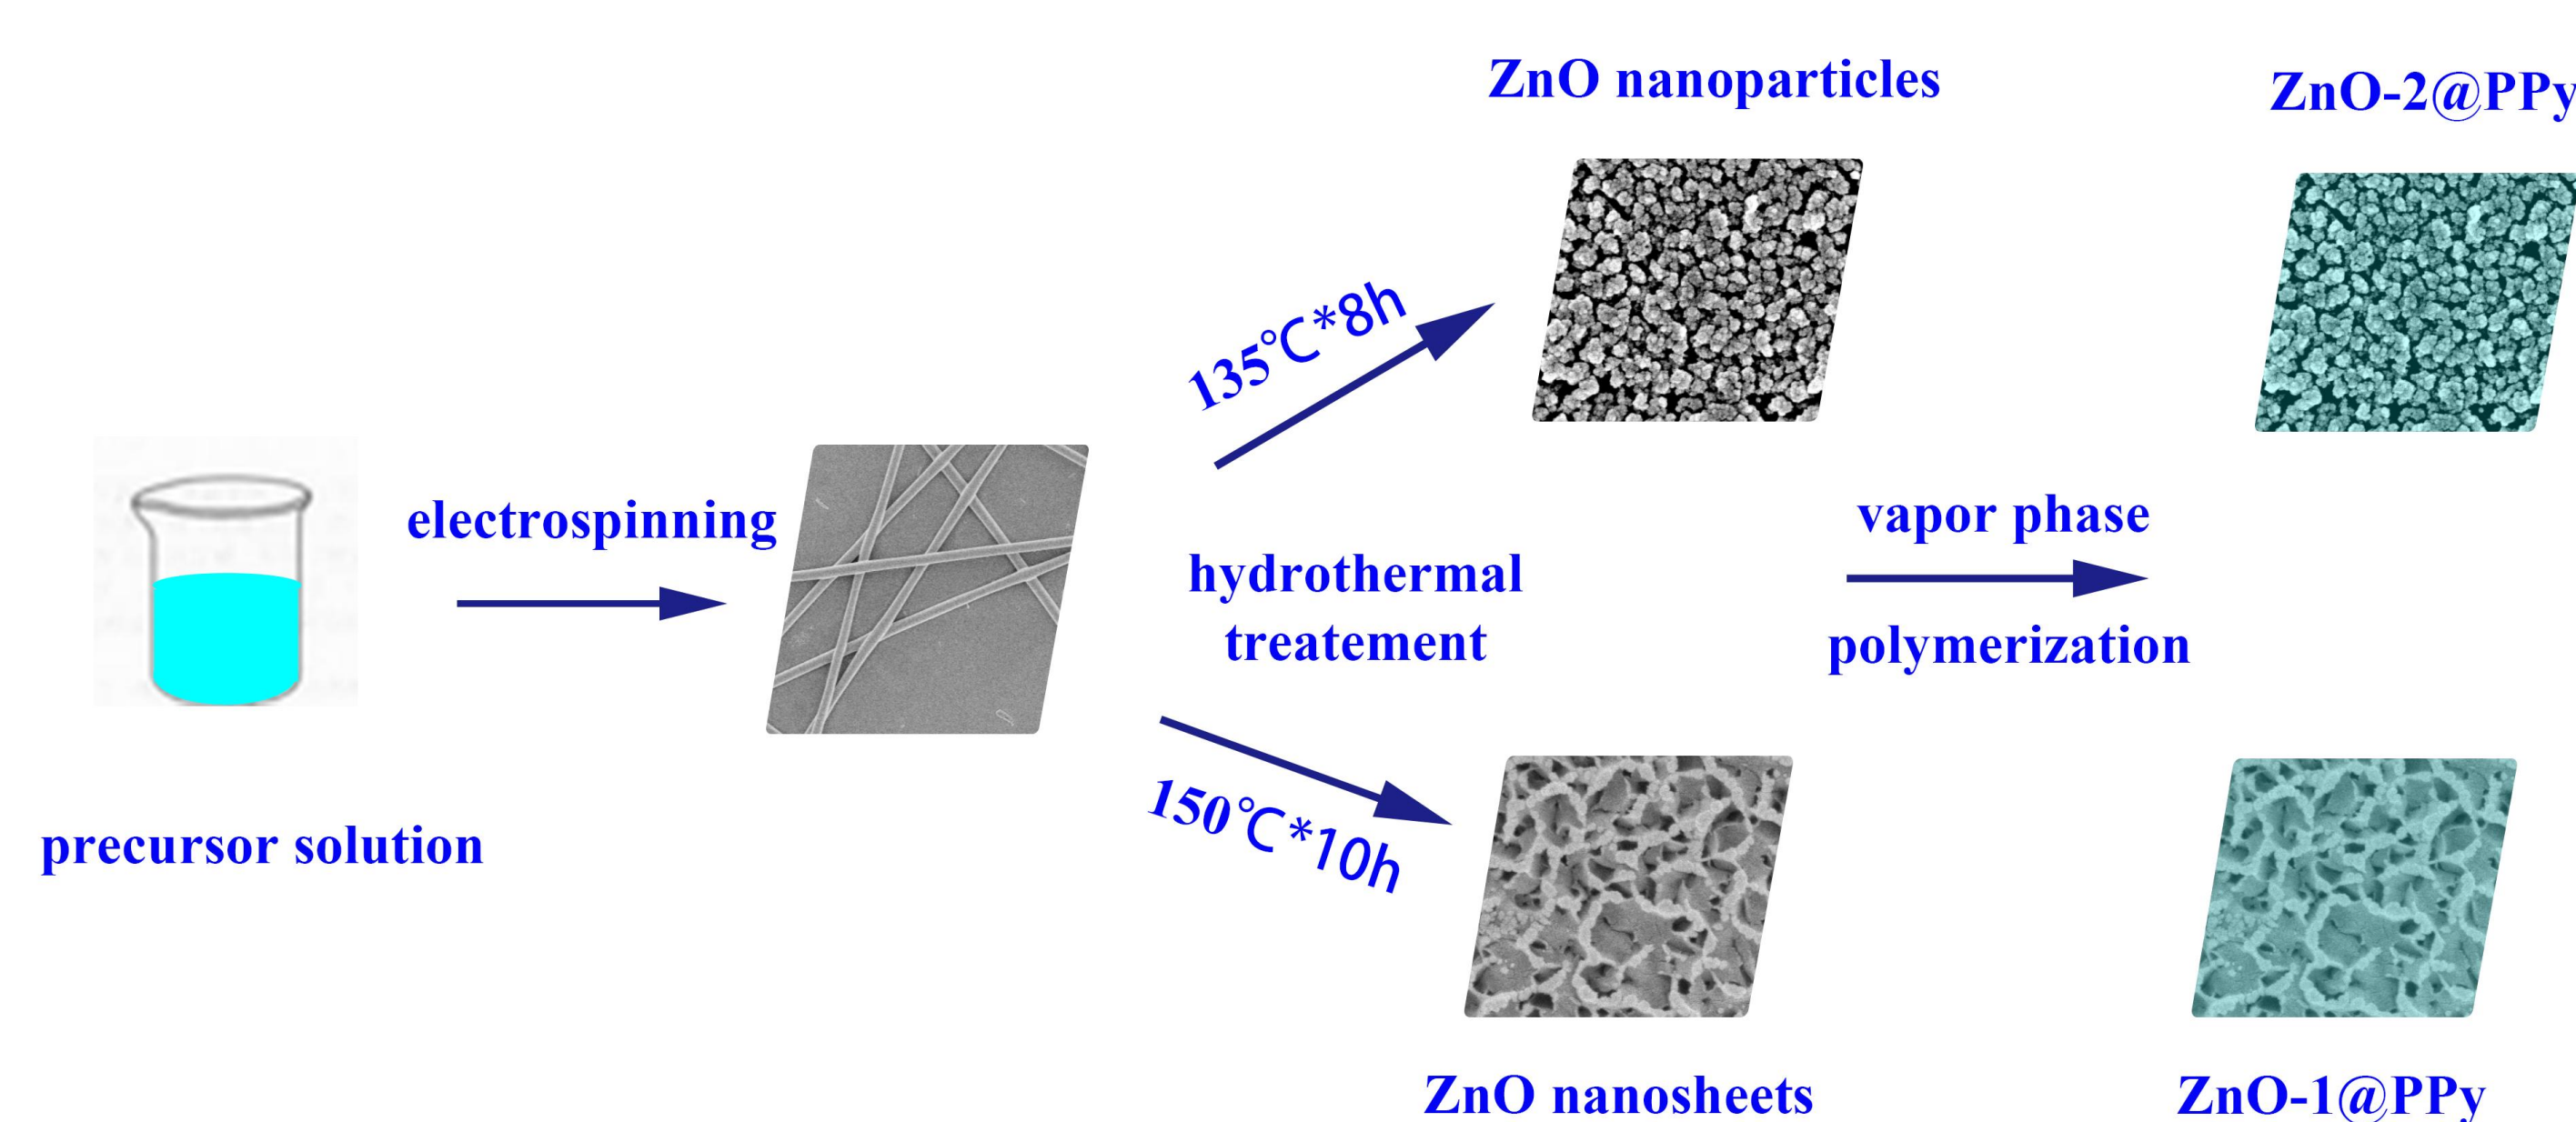 ZnO nanoparticles
ZnO-2@PPy
135℃*8h
electrospinning
hydrothermal
treatement
vapor phase
polymerization
150℃*10h
precursor solution
ZnO nanosheets
ZnO-1@PPy